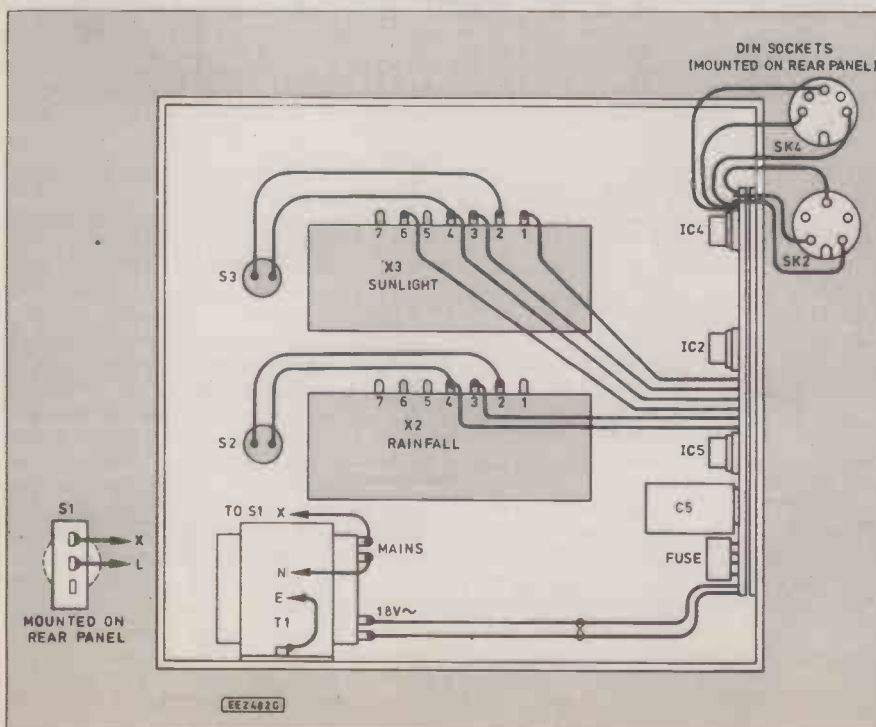 DIN SOCKETS
(MOUNTED ON REAR PANEL)
SK4
SK2
IC4
S3
7 6 5 4 3 2 1
X3
SUNLIGHT
IC2
7 6 5 4 3 2 1
X2
RAINFALL
S2
IC5
C5
FUSE
S1
X
L
MOUNTED ON
REAR PANEL
TO S1 X
MAINS
N
E
T1
18V~
EE2482G